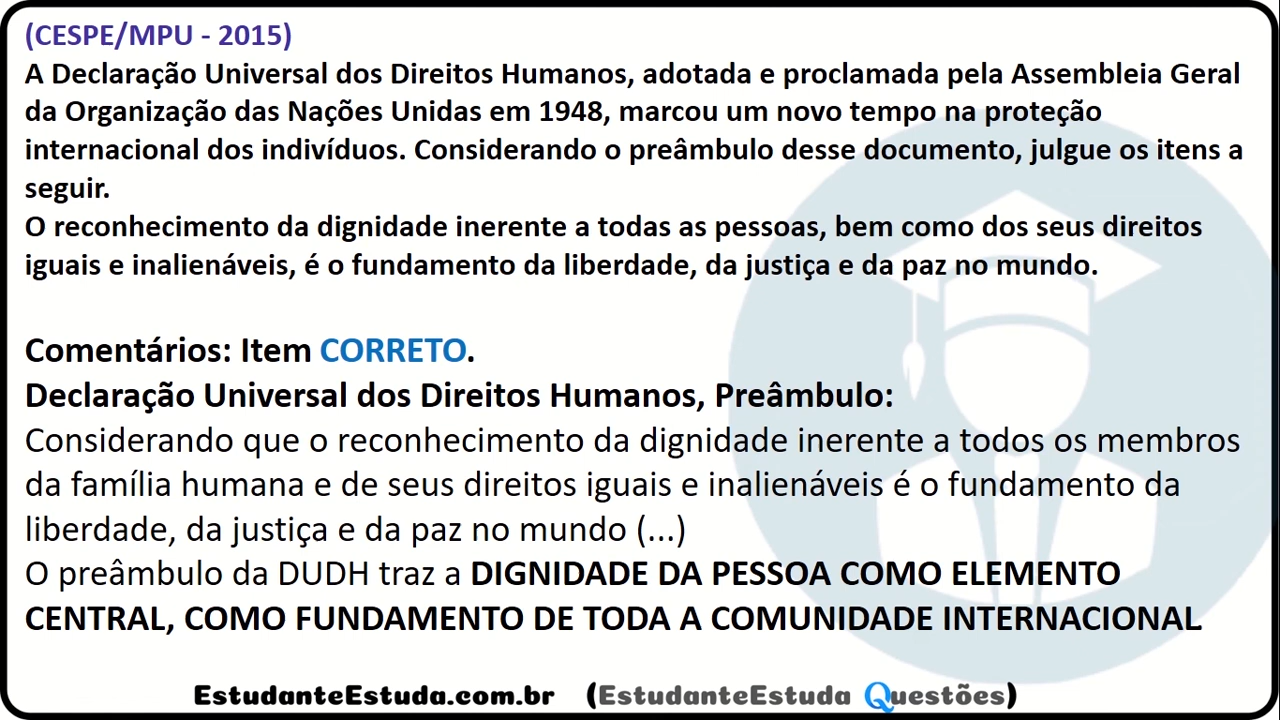 (CESPE/MPU - 2015)
A Declaração Universal dos Direitos Humanos, adotada e proclamada pela Assembleia Geral
da Organização das Nações Unidas em 1948, marcou um novo tempo na proteção
internacional dos indivíduos. Considerando o preâmbulo desse documento, julgue os itens a
seguir.
O reconhecimento da dignidade inerente a todas as pessoas, bem como dos seus direitos
iguais e inalienáveis, é o fundamento da liberdade, da justiça e da paz no mundo.
Comentários: Item CORRETO.
Declaração Universal dos Direitos Humanos, Preâmbulo:
Considerando que o reconhecimento da dignidade inerente a todos os membros
da família humana e de seus direitos iguais e inalienáveis é o fundamento da
liberdade, da justiça e da paz no mundo (...)
O preâmbulo da DUDH traz a DIGNIDADE DA PESSOA COMO ELEMENTO
CENTRAL, COMO FUNDAMENTO DE TODA A COMUNIDADE INTERNACIONAL
EstudanteEstuda.com.br (EstudanteEstuda Questões)